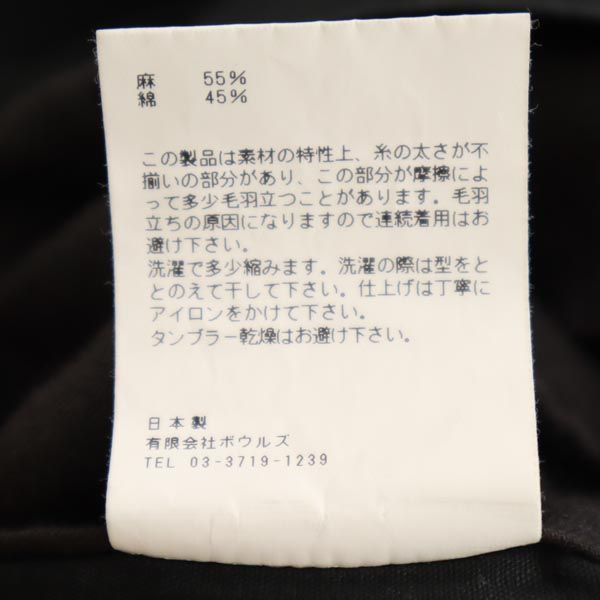 麻 55%
綿 45%
この製品は素材の特性上、糸の太さが不
揃いの部分があり、この部分が摩擦によ
って多少毛羽立つことがあります。毛羽
立ちの原因になりますので連続着用はお
避け下さい。
洗濯で多少縮みます。洗濯の際は型をと
とのえて干して下さい。仕上げは丁寧に
アイロンをかけて下さい。
タンブラー乾燥はお避け下さい。
日本製
有限会社ボウルズ
TEL 03-3719-1239